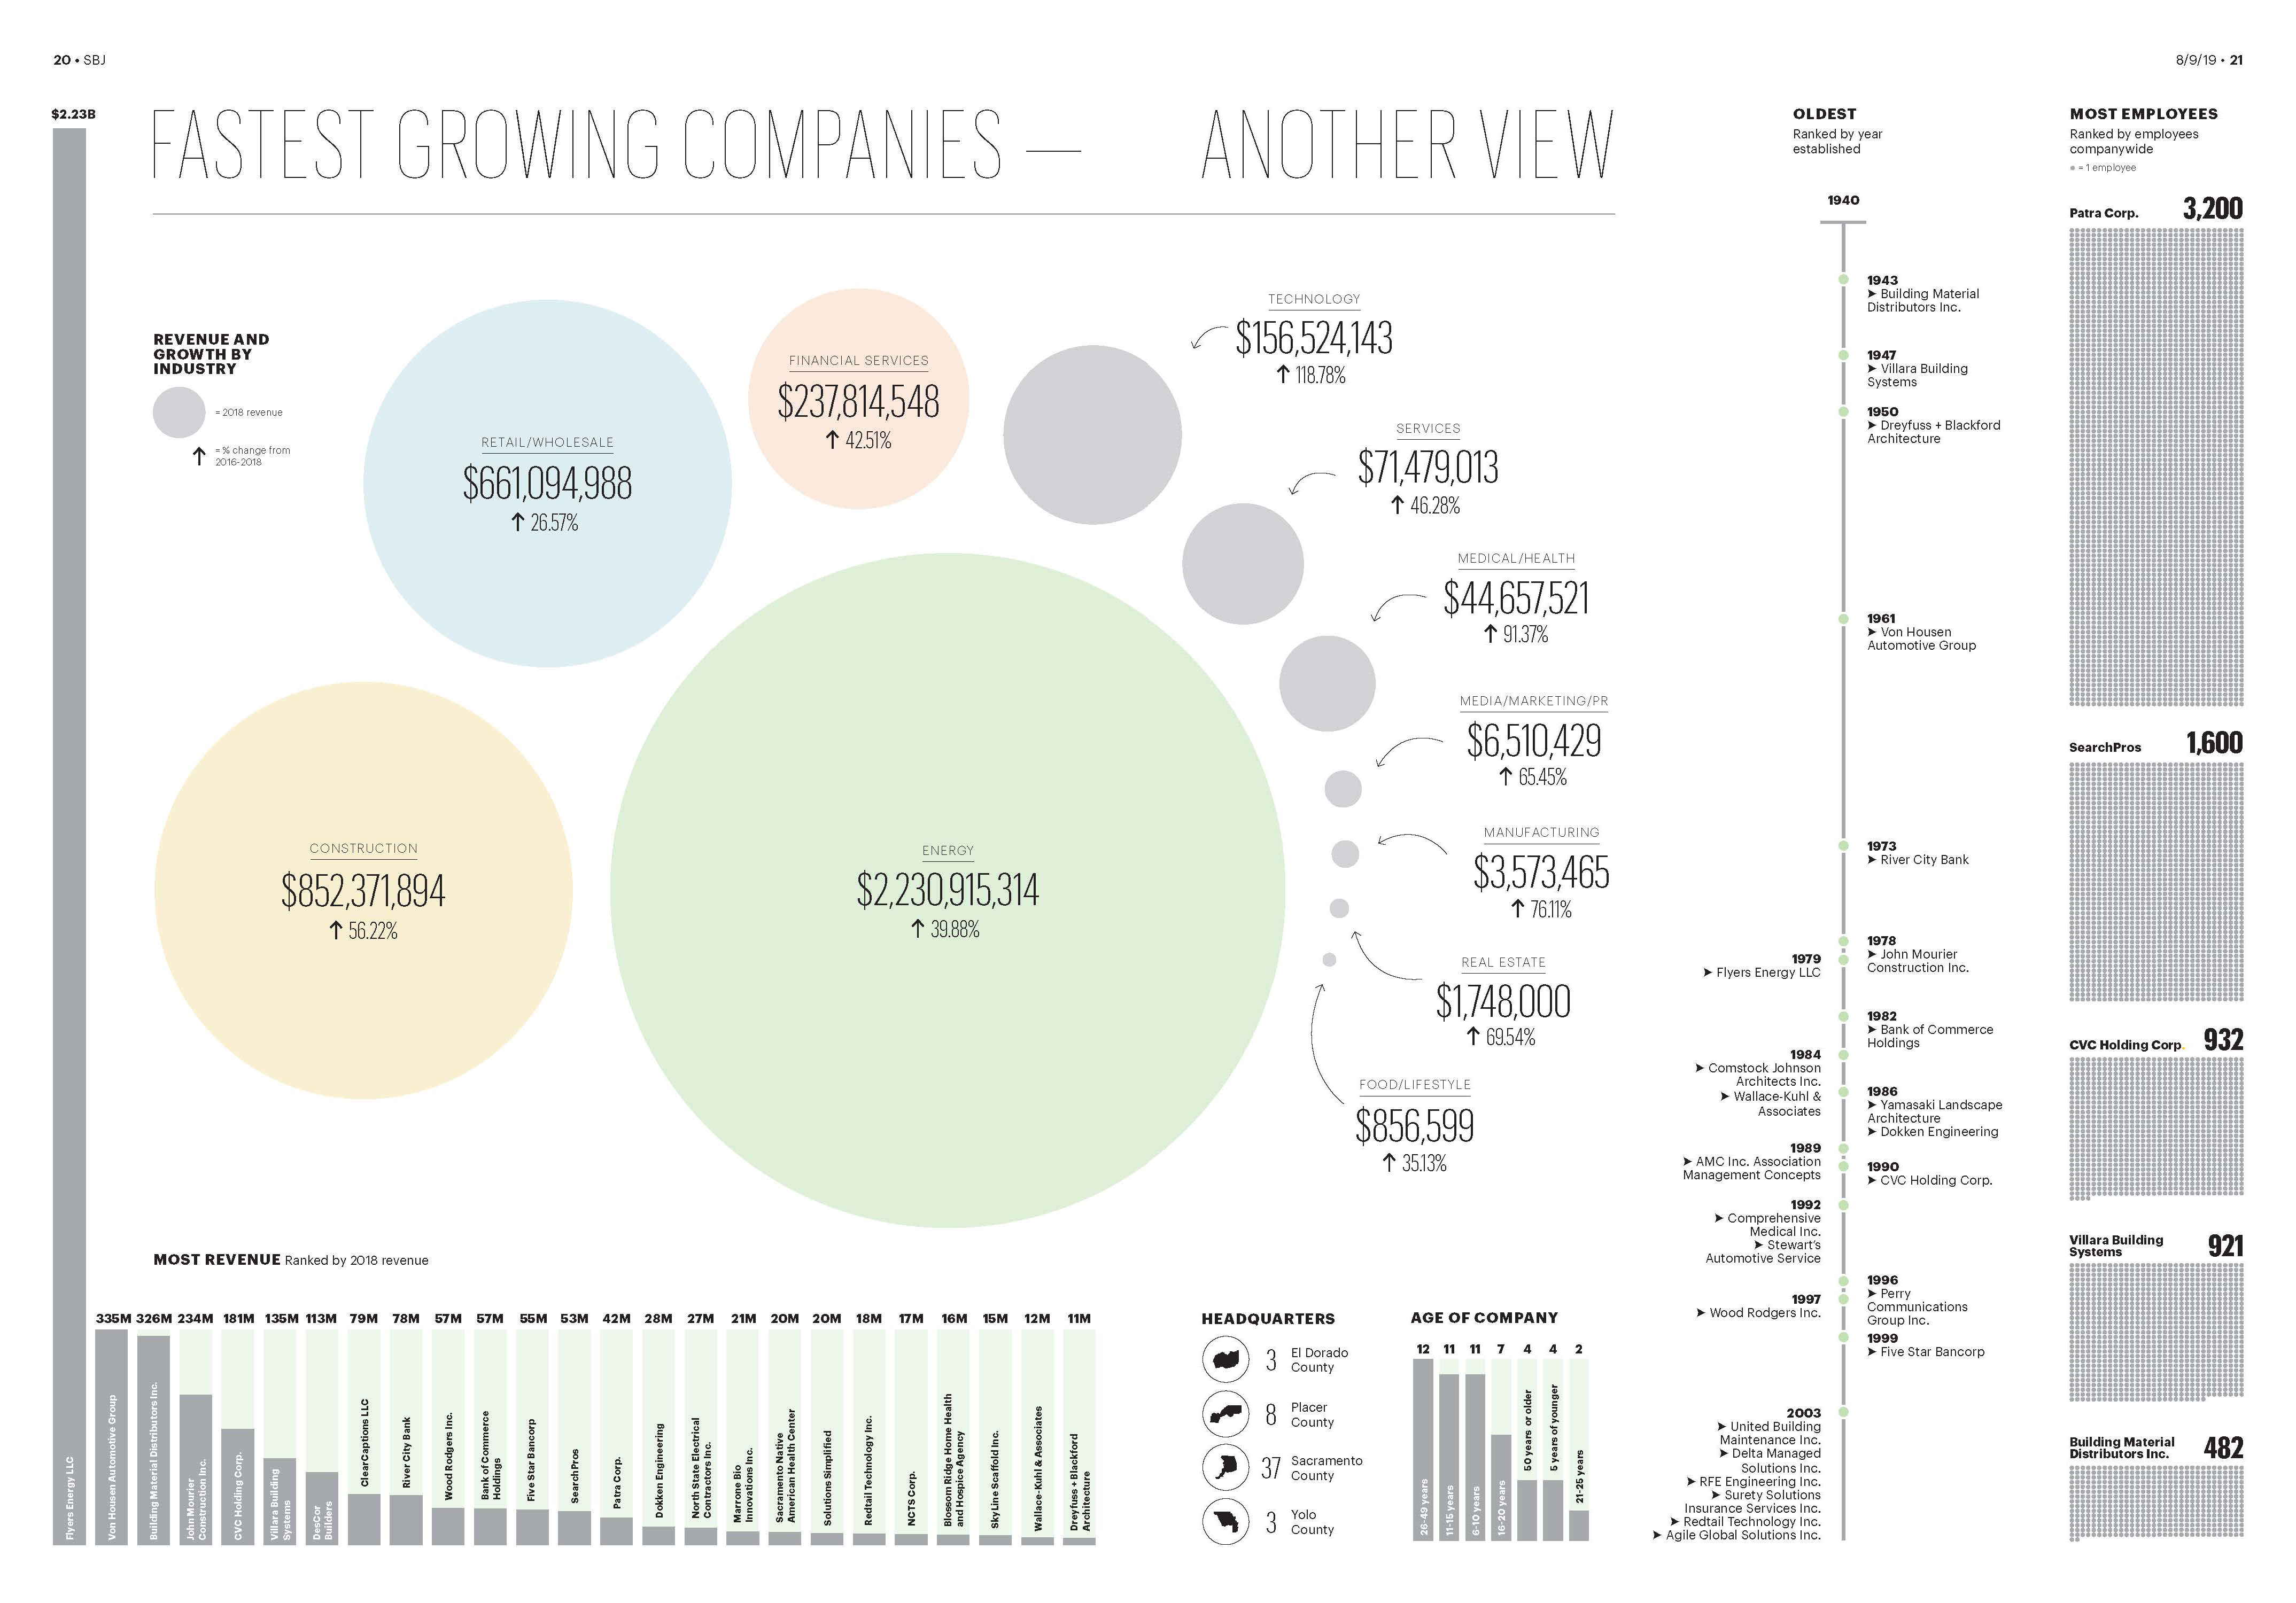 20 • SBJ
8/9/19 • 21
$2.23B
FASTEST GROWING COMPANIES — ANOTHER VIEW
REVENUE AND
GROWTH BY
INDUSTRY
= 2018 revenue
= % change from
2016-2018
RETAIL/WHOLESALE
$661,094,988
↑ 26.57%
FINANCIAL SERVICES
$237,814,548
↑ 42.51%
TECHNOLOGY
$156,524,143
↑ 118.78%
SERVICES
$71,479,013
↑ 46.28%
MEDICAL/HEALTH
$44,657,521
↑ 91.37%
MEDIA/MARKETING/PR
$6,510,429
↑ 65.45%
MANUFACTURING
$3,573,465
↑ 76.11%
REAL ESTATE
$1,748,000
↑ 69.54%
FOOD/LIFESTYLE
$856,599
↑ 35.13%
CONSTRUCTION
$852,371,894
↑ 56.22%
ENERGY
$2,230,915,314
↑ 39.88%
MOST REVENUE Ranked by 2018 revenue
335M 326M 234M 181M 135M 113M 79M 78M 57M 57M 55M 53M 42M 28M 27M 21M 20M 20M 18M 17M 16M 15M 12M 11M
Flyers Energy LLC
Von Housen Automotive Group
Building Material Distributors Inc.
John Mourier
Construction Inc.
CVC Holding Corp.
Villara Building
Systems
DesCor
Builders
ClearCaptions LLC
River City Bank
Wood Rodgers Inc.
Bank of Commerce
Holdings
Five Star Bancorp
SearchPros
Patra Corp.
Dokken Engineering
North State Electrical
Contractors Inc.
Marrone Bio
Innovations Inc.
Sacramento Native
American Health Center
Solutions Simplified
Redtail Technology Inc.
NCTS Corp.
Blossom Ridge Home Health
and Hospice Agency
SkyLine Scaffold Inc.
Wallace-Kuhl & Associates
Dreyfuss + Blackford
Architecture
HEADQUARTERS
3 El Dorado
County
8 Placer
County
37 Sacramento
County
3 Yolo
County
AGE OF COMPANY
12 11 11 7 4 4 2
26-49 years
11-15 years
6-10 years
16-20 years
50 years or older
5 years of younger
21-25 years
OLDEST
Ranked by year
established
1940
1943
➤ Building Material
Distributors Inc.
1947
➤ Villara Building
Systems
1950
➤ Dreyfuss + Blackford
Architecture
1961
➤ Von Housen
Automotive Group
1973
➤ River City Bank
1978
➤ John Mourier
Construction Inc.
1979
➤ Flyers Energy LLC
1982
➤ Bank of Commerce
Holdings
1984
➤ Comstock Johnson
Architects Inc.
➤ Wallace-Kuhl &
Associates
1986
➤ Yamasaki Landscape
Architecture
➤ Dokken Engineering
1989
➤ AMC Inc. Association
Management Concepts
1990
➤ CVC Holding Corp.
1992
➤ Comprehensive
Medical Inc.
➤ Stewart's
Automotive Service
1996
➤ Perry
Communications
Group Inc.
1997
➤ Wood Rodgers Inc.
1999
➤ Five Star Bancorp
2003
➤ United Building
Maintenance Inc.
➤ Delta Managed
Solutions Inc.
➤ RFE Engineering Inc.
➤ Surety Solutions
Insurance Services Inc.
➤ Redtail Technology Inc.
➤ Agile Global Solutions Inc.
MOST EMPLOYEES
Ranked by employees
companywide
= 1 employee
Patra Corp. 3,200
SearchPros 1,600
CVC Holding Corp. 932
Villara Building
Systems 921
Building Material
Distributors Inc. 482